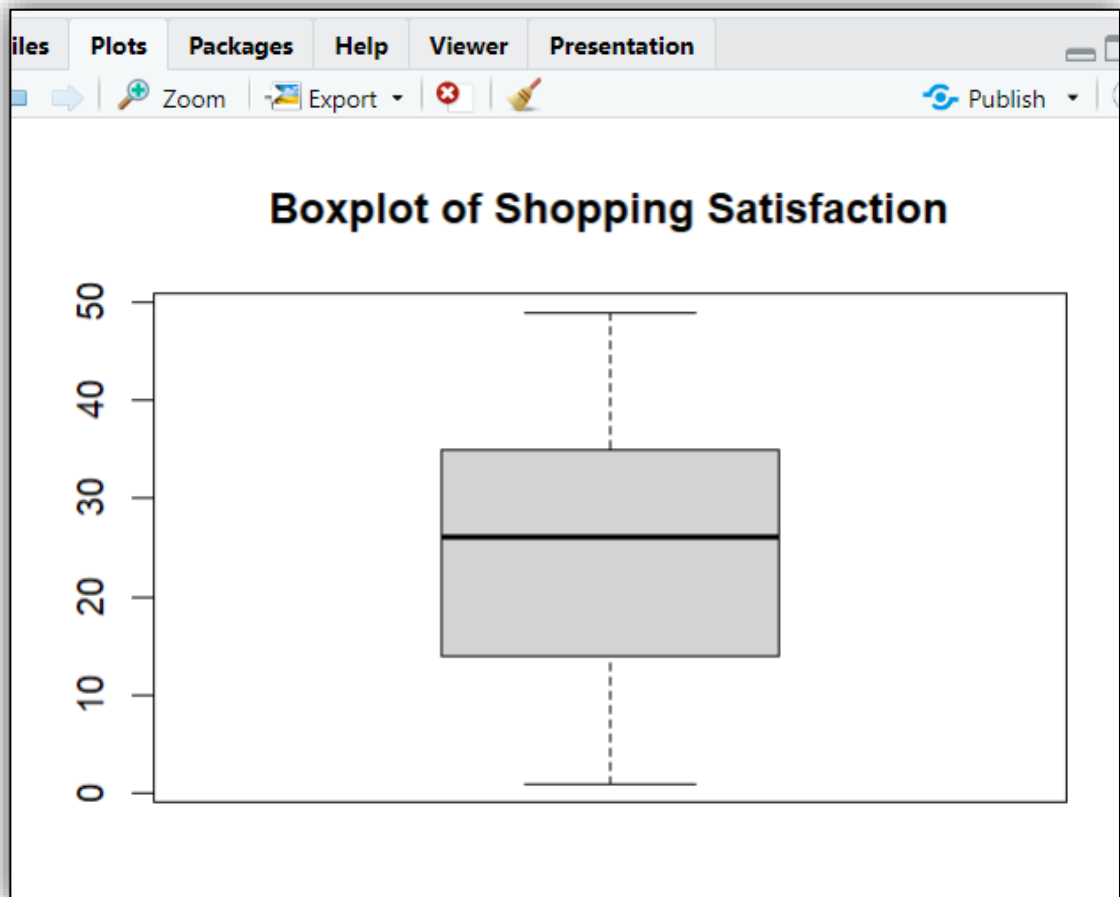 iles Plots Packages Help Viewer Presentation
Zoom Export Publish
Boxplot of Shopping Satisfaction
50
40
30
20
10
0